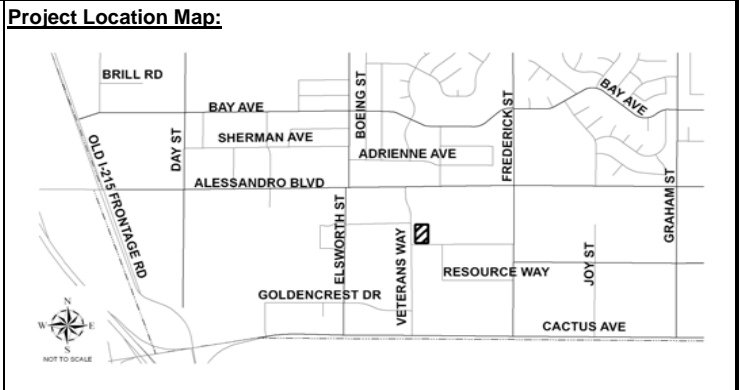 Project Location Map:
BRILL RD
BAY AVE
BOEING ST
BAY AVE
SHERMAN AVE
DAY ST
ADRIENNE AVE
FREDERICK ST
OLD I-215 FRONTAGE RD
ALESSANDRO BLVD
GRAHAM ST
ELSWORTH ST
VETERANS WAY
JOY ST
RESOURCE WAY
GOLDENCREST DR
CACTUS AVE
N
W E
S
NOT TO SCALE